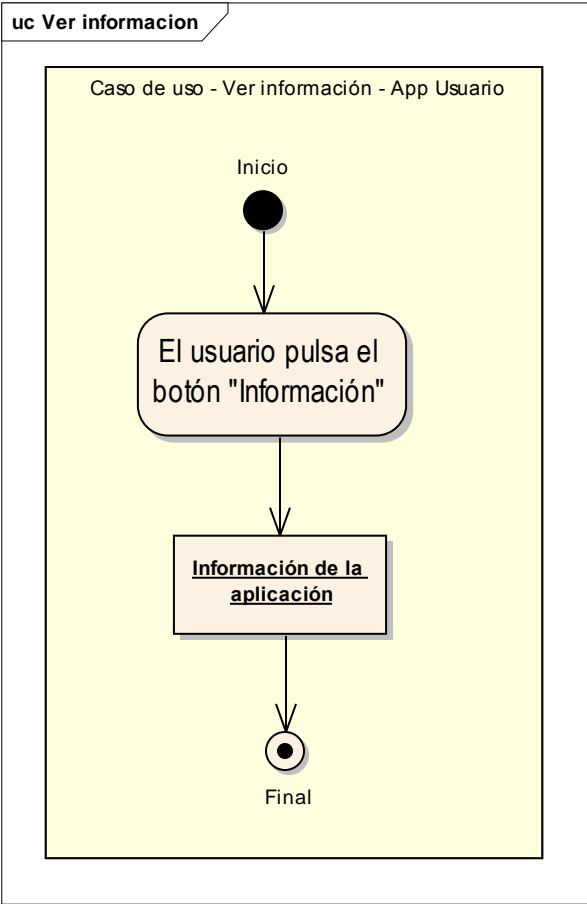 uc Ver informacion
Caso de uso - Ver información - App Usuario
Inicio
El usuario pulsa el
botón "Información"
Información de la
aplicación
Final